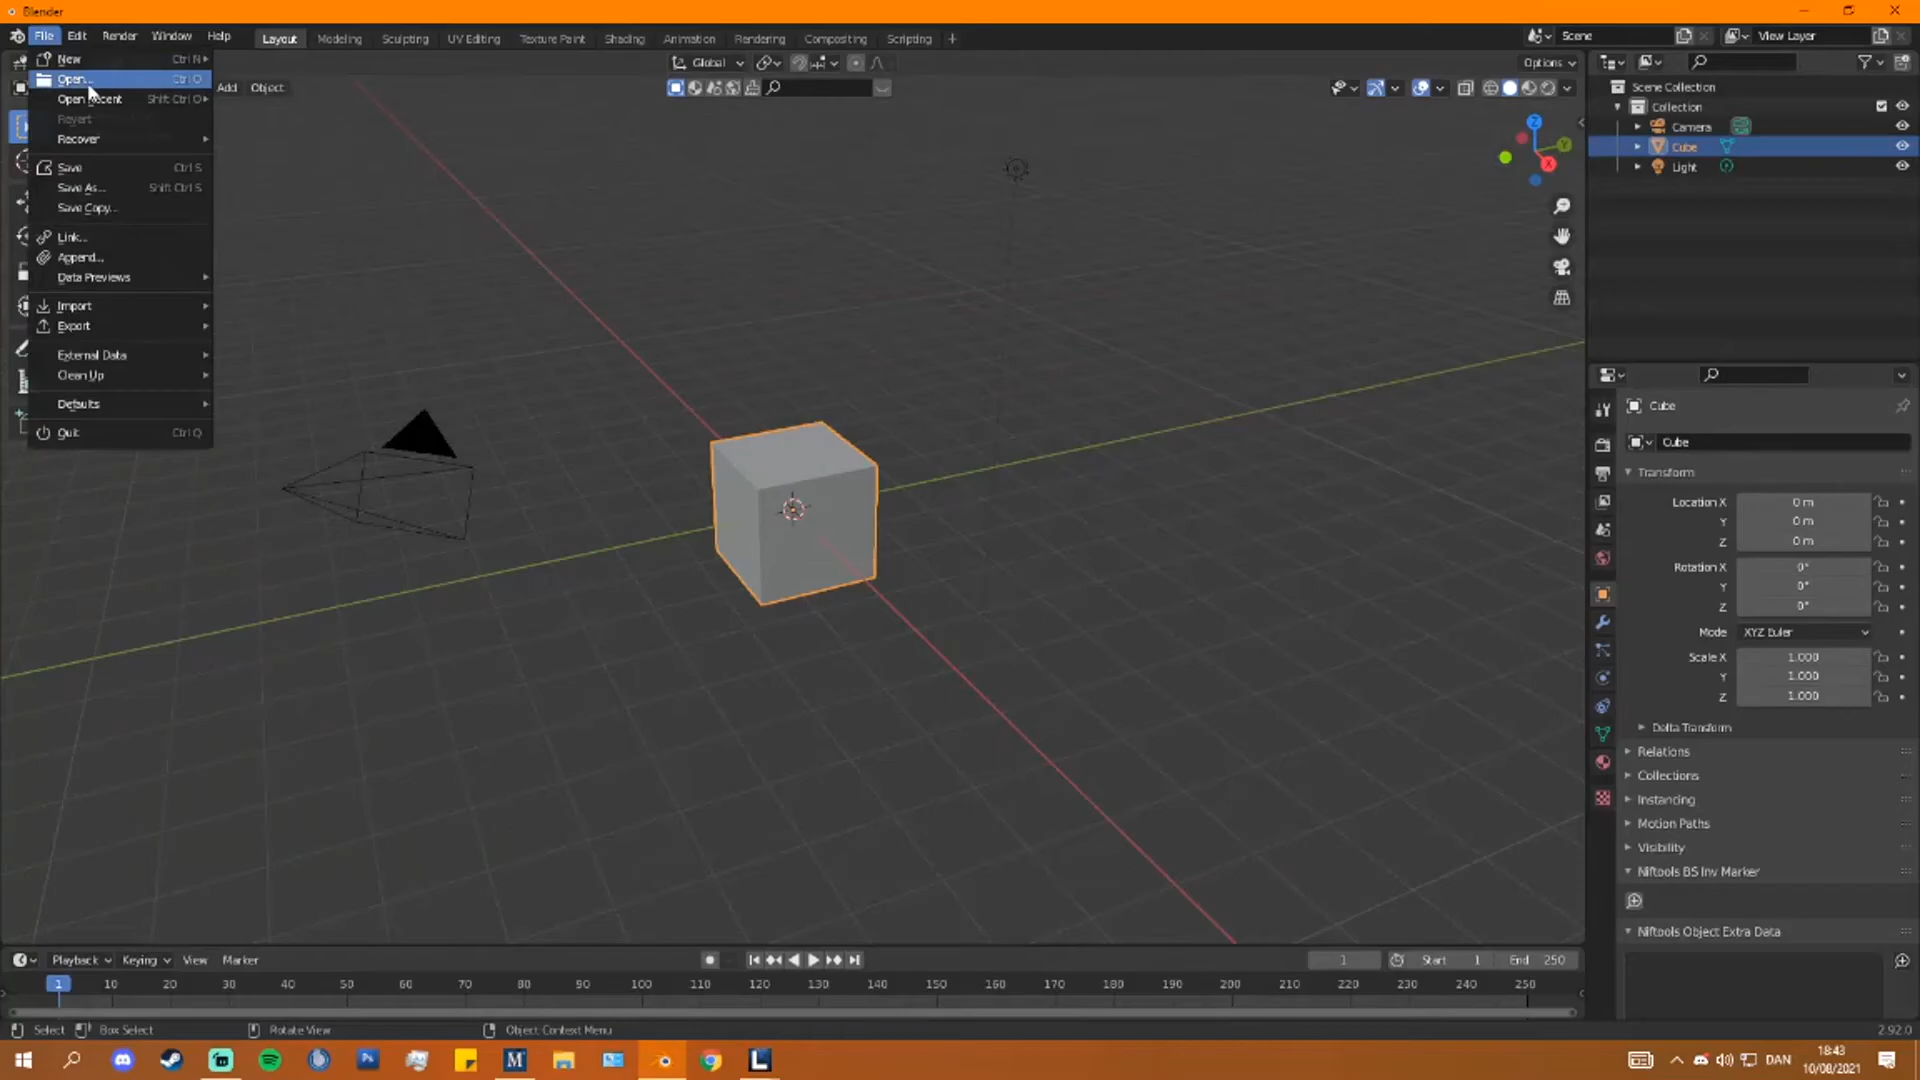 Blender
File Edit Render Window Help Layout Modeling Sculpting UV Editing Texture Paint Shading Animation Rendering Compositing Scripting + Scene View Layer
New Ctrl N
Open... Ctrl O
Open Recent Shift Ctrl O
Revert
Recover
Save Ctrl S
Save As... Shift Ctrl S
Save Copy...
Link...
Append...
Data Previews
Import
Export
External Data
Clean Up
Defaults
Quit Ctrl Q
Add Object
Global
Options
Z
Y
X
Scene Collection
Collection
Camera
Cube
Light
Cube
Cube
Transform
Location X 0 m
Y 0 m
Z 0 m
Rotation X 0°
Y 0°
Z 0°
Mode XYZ Euler
Scale X 1.000
Y 1.000
Z 1.000
Delta Transform
Relations
Collections
Instancing
Motion Paths
Visibility
Niftools BS Inv Marker
Niftools Object Extra Data
Playback Keying View Marker 1 Start 1 End 250
1 10 20 30 40 50 60 70 80 90 100 110 120 130 140 150 160 170 180 190 200 210 220 230 240 250
Select Box Select Rotate View Object Context Menu 2.92.0
Ps M L DAN 18:43
10/08/2021